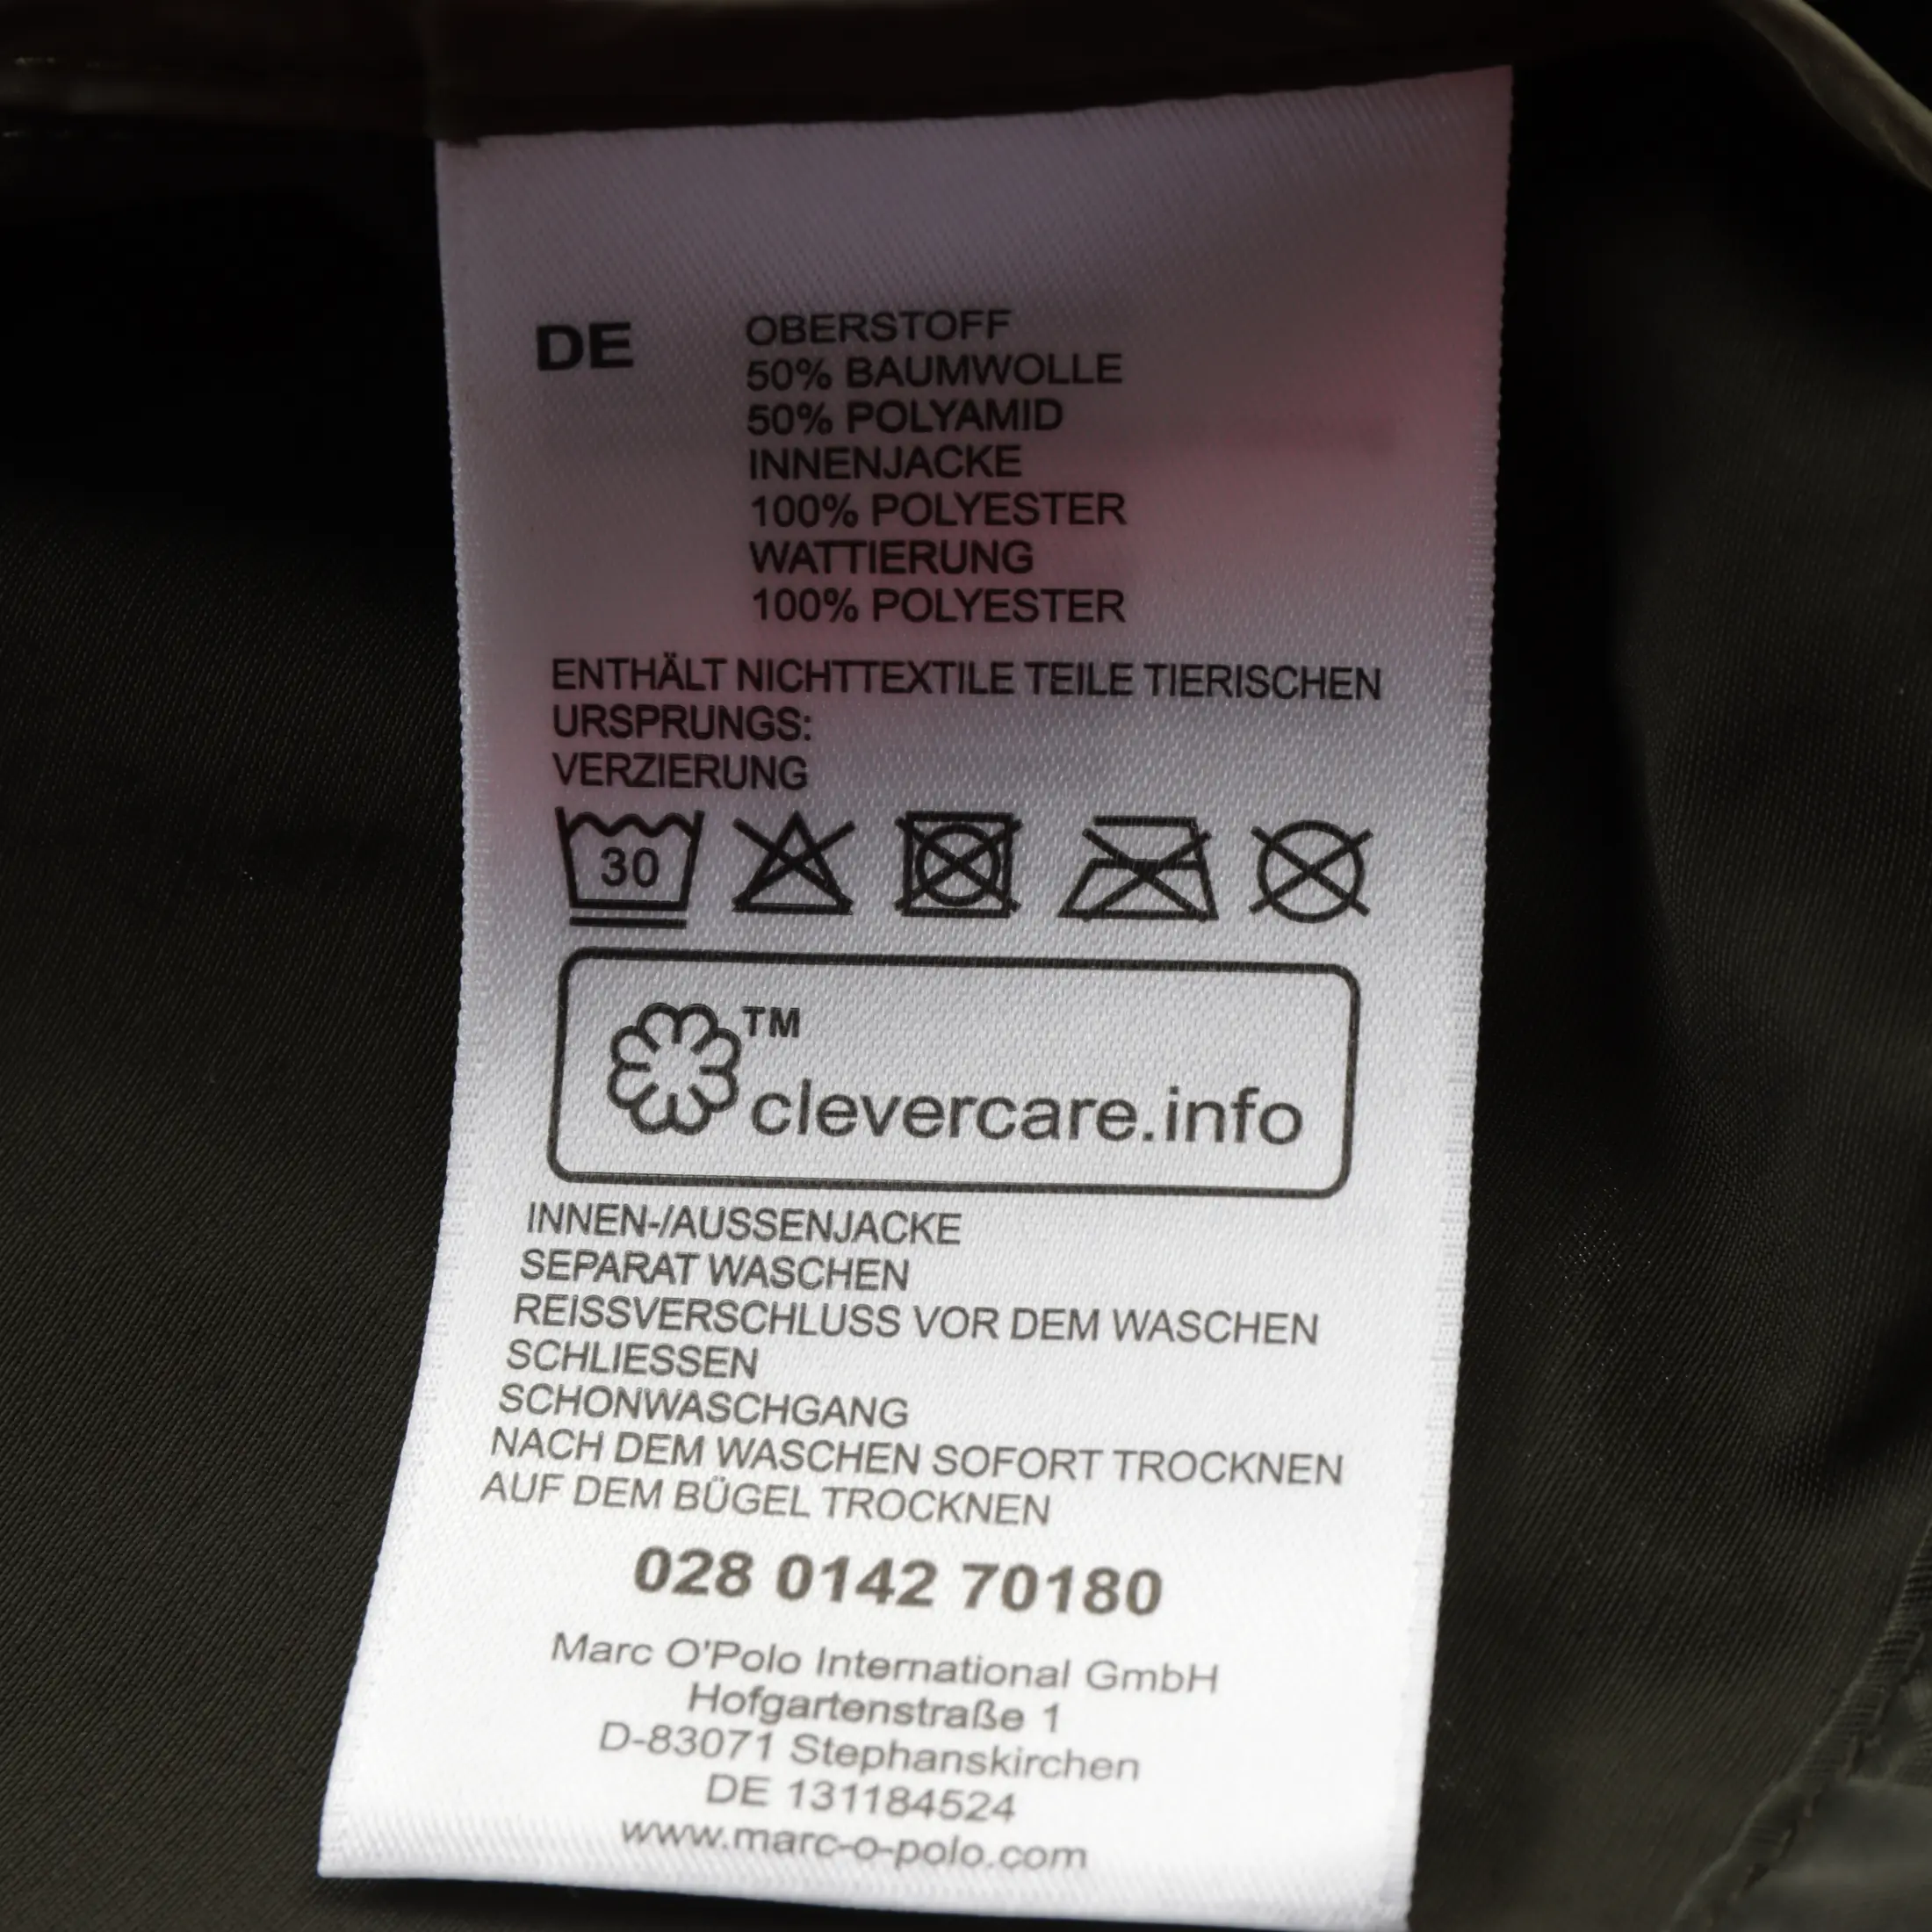 DE
OBERSTOFF
50% BAUMWOLLE
50% POLYAMID
INNENJACKE
100% POLYESTER
WATTIERUNG
100% POLYESTER
ENTHÄLT NICHTTEXTILE TEILE TIERISCHEN
URSPRUNGS:
VERZIERUNG
30
TM
clevercare.info
INNEN-/AUSSENJACKE
SEPARAT WASCHEN
REISSVERSCHLUSS VOR DEM WASCHEN
SCHLIESSEN
SCHONWASCHGANG
NACH DEM WASCHEN SOFORT TROCKNEN
AUF DEM BÜGEL TROCKNEN
028 0142 70180
Marc O'Polo International GmbH
Hofgartenstraße 1
D-83071 Stephanskirchen
DE 131184524
www.marc-o-polo.com